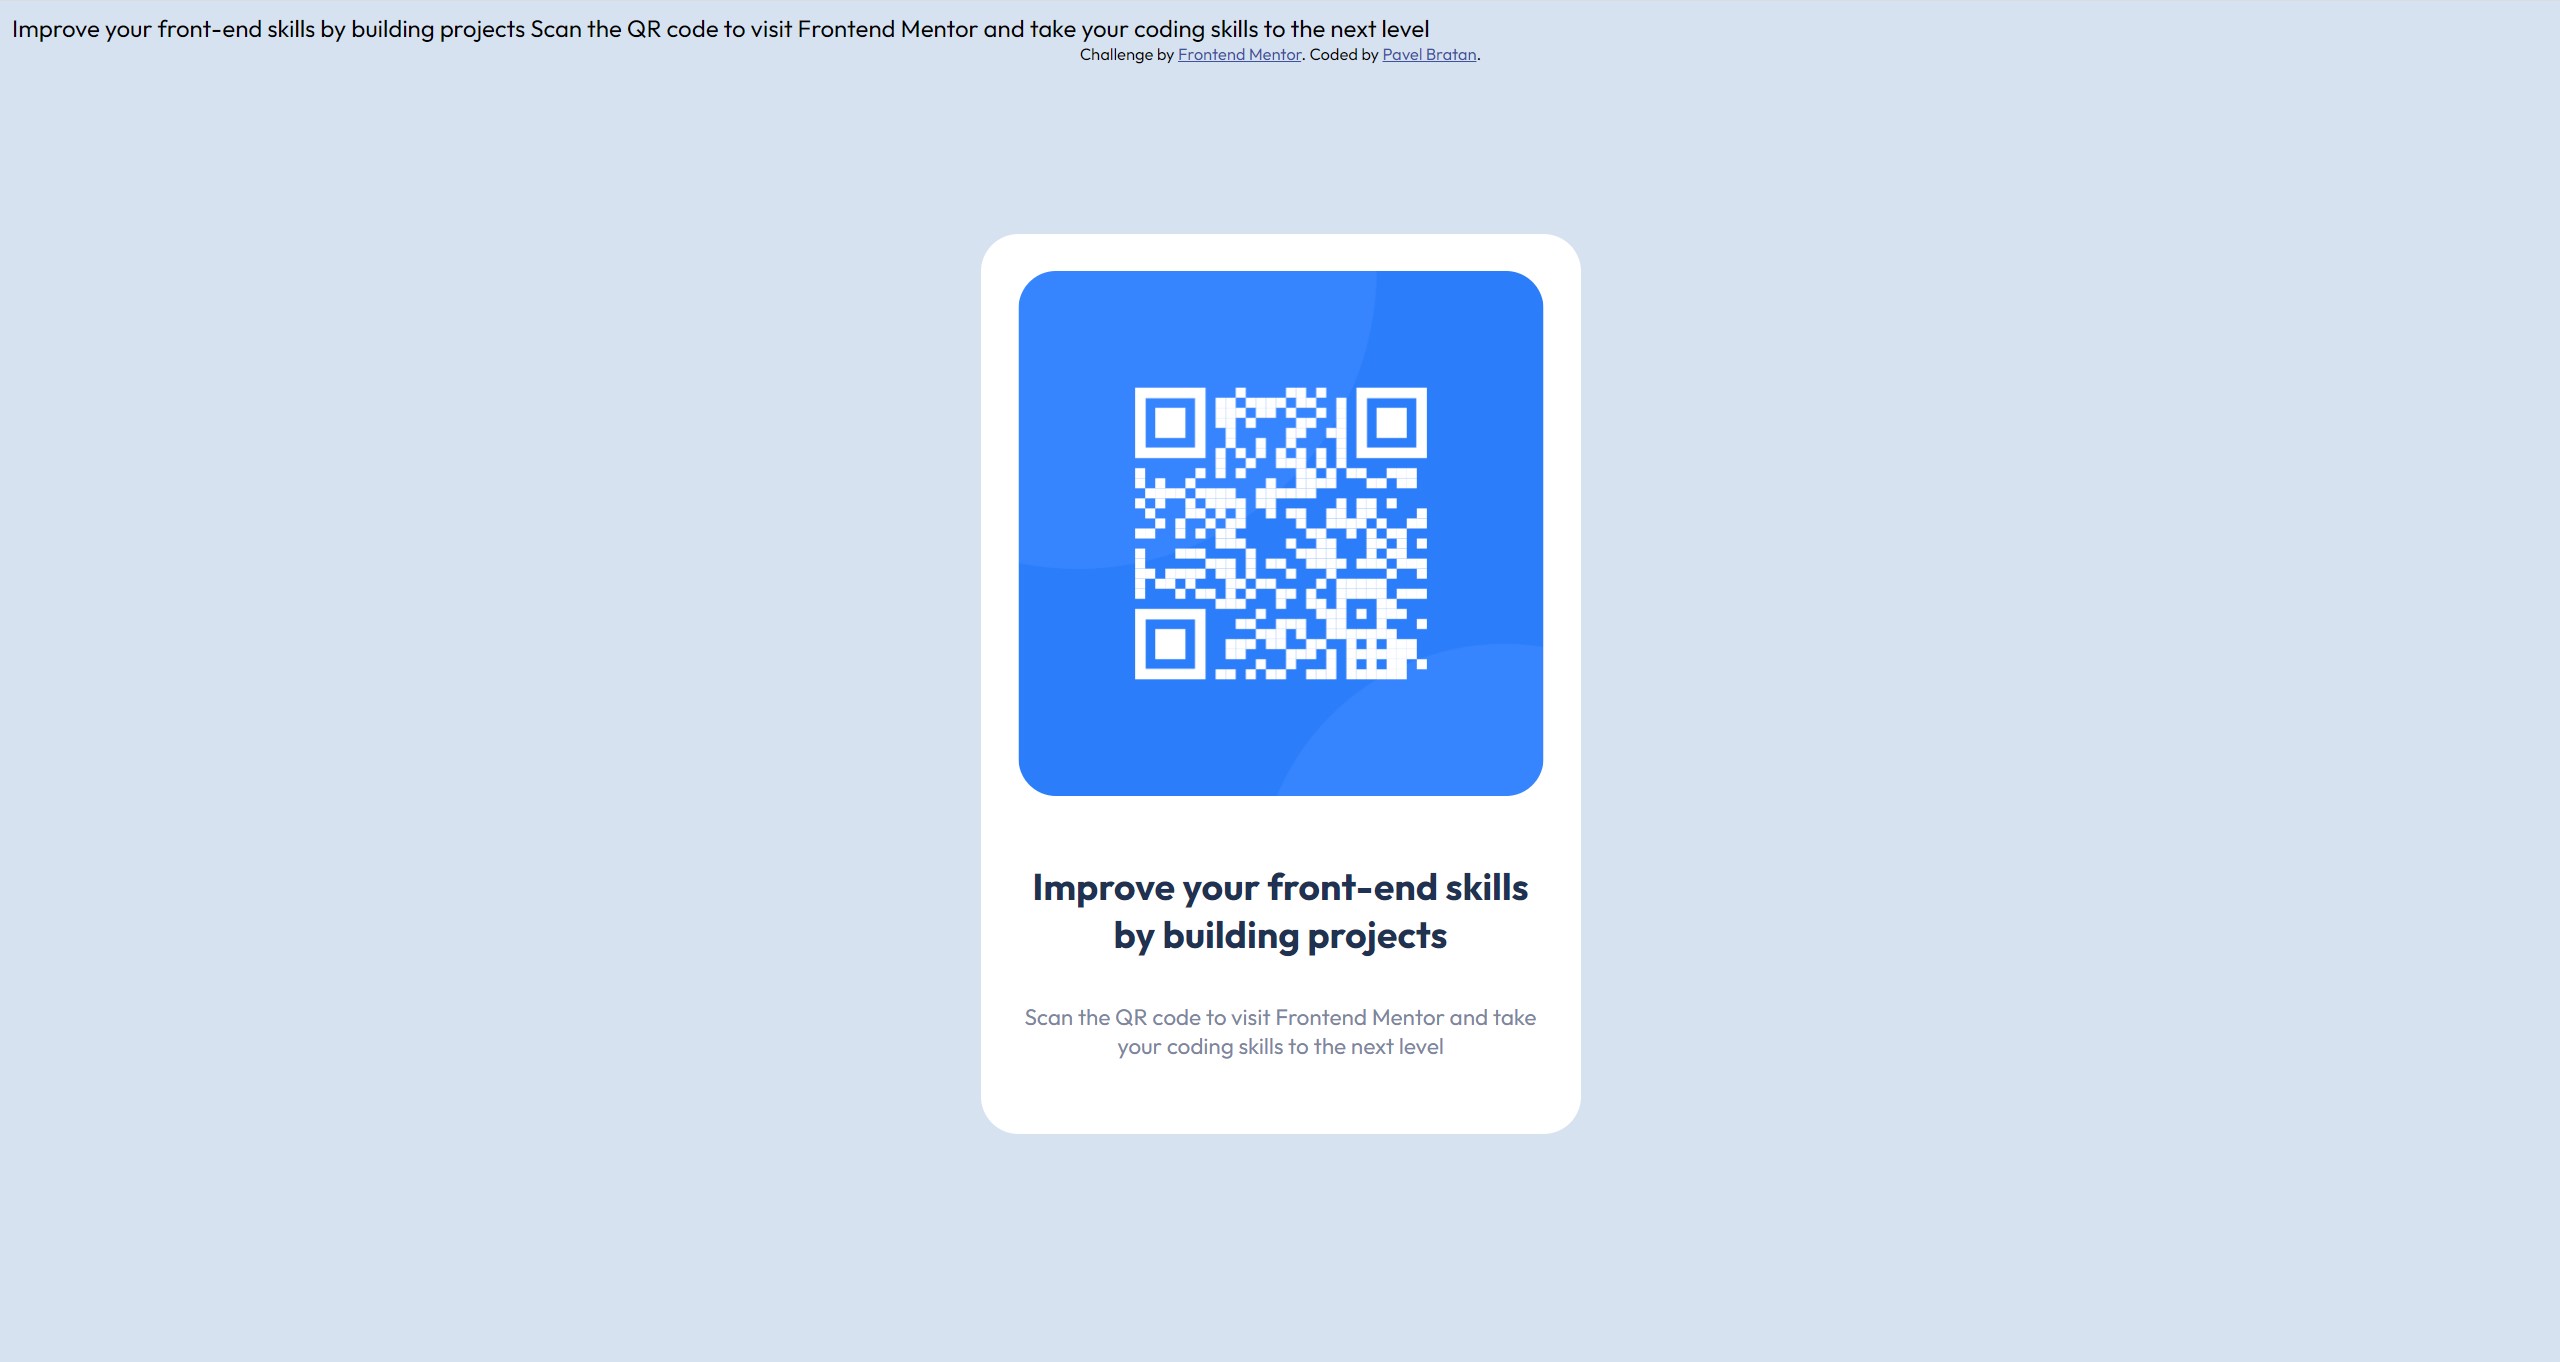 Improve your front-end skills by building projects Scan the QR code to visit Frontend Mentor and take your coding skills to the next level
Challenge by Frontend Mentor. Coded by Pavel Bratan.
Improve your front-end skills
by building projects
Scan the QR code to visit Frontend Mentor and take
your coding skills to the next level